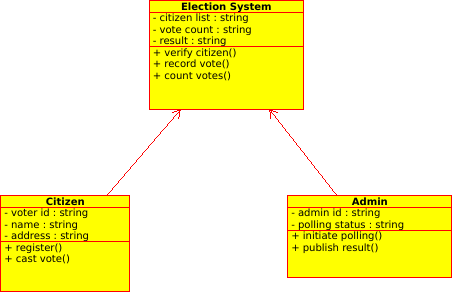 Election System
- citizen list : string
- vote count : string
- result : string
+ verify citizen()
+ record vote()
+ count votes()
Citizen
- voter id : string
- name : string
- address : string
+ register()
+ cast vote()
Admin
- admin id : string
- polling status : string
+ initiate polling()
+ publish result()